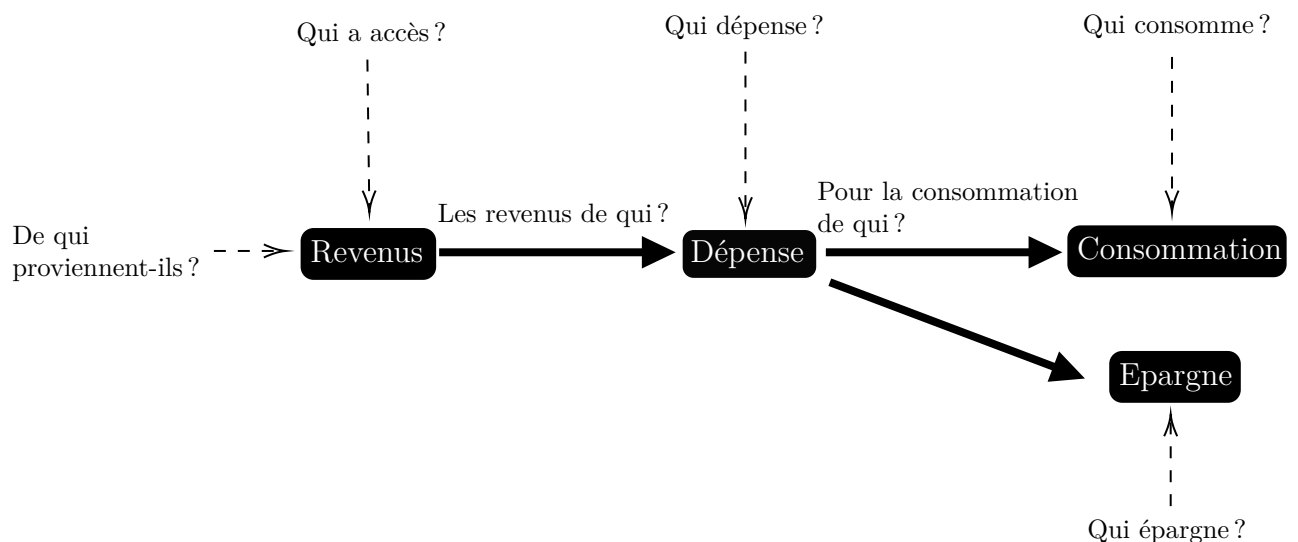 Qui a accès ?
Qui dépense ?
Qui consomme ?
Les revenus de qui ?
Pour la consommation
de qui ?
De qui
proviennent-ils ?
Revenus
Dépense
Consommation
Epargne
Qui épargne ?